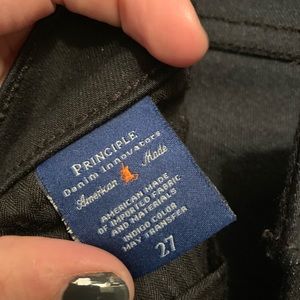 PRINCIPLE
Denim Innovators
American Made
AMERICAN MADE
OF IMPORTED FABRIC
AND MATERIALS
INDIGO COLOR
MAY TRANSFER
27